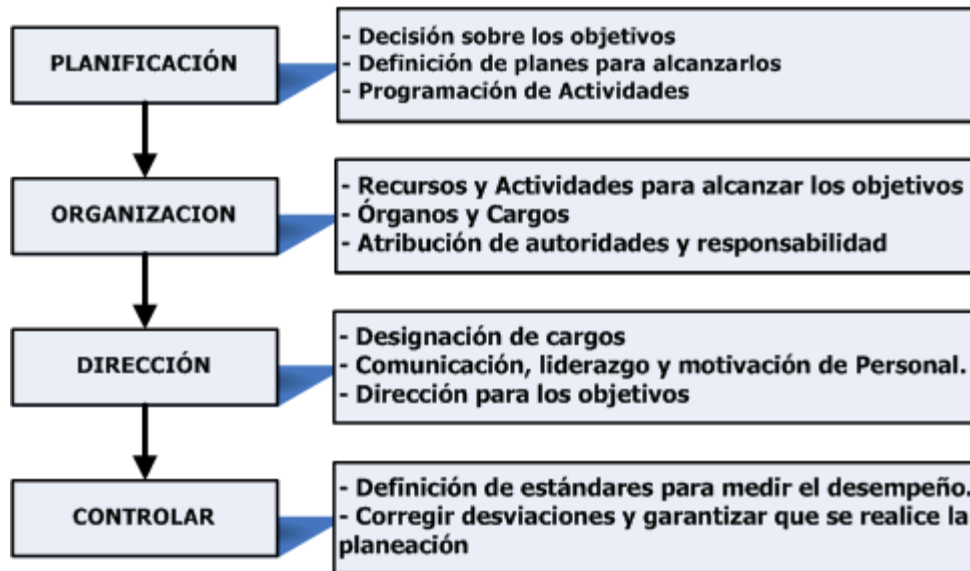 PLANIFICACIÓN
- Decisión sobre los objetivos
- Definición de planes para alcanzarlos
- Programación de Actividades
ORGANIZACION
- Recursos y Actividades para alcanzar los objetivos
- Órganos y Cargos
- Atribución de autoridades y responsabilidad
DIRECCIÓN
- Designación de cargos
- Comunicación, liderazgo y motivación de Personal.
- Dirección para los objetivos
CONTROLAR
- Definición de estándares para medir el desempeño.
- Corregir desviaciones y garantizar que se realice la
planeación